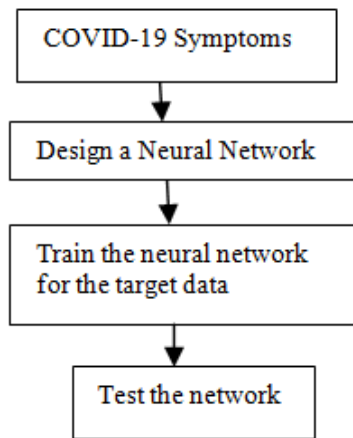 COVID-19 Symptoms
Design a Neural Network
Train the neural network
for the target data
Test the network